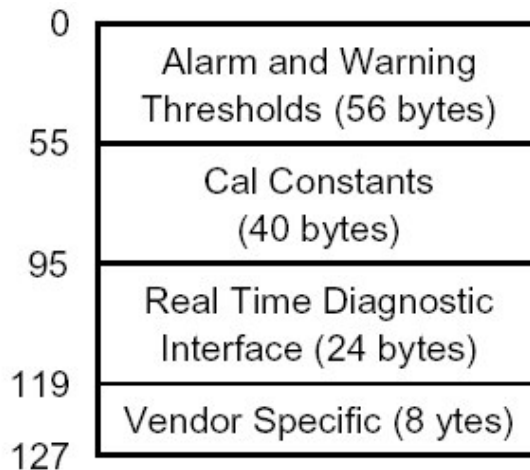 0
Alarm and Warning
Thresholds (56 bytes)
55
Cal Constants
(40 bytes)
95
Real Time Diagnostic
Interface (24 bytes)
119
Vendor Specific (8 ytes)
127